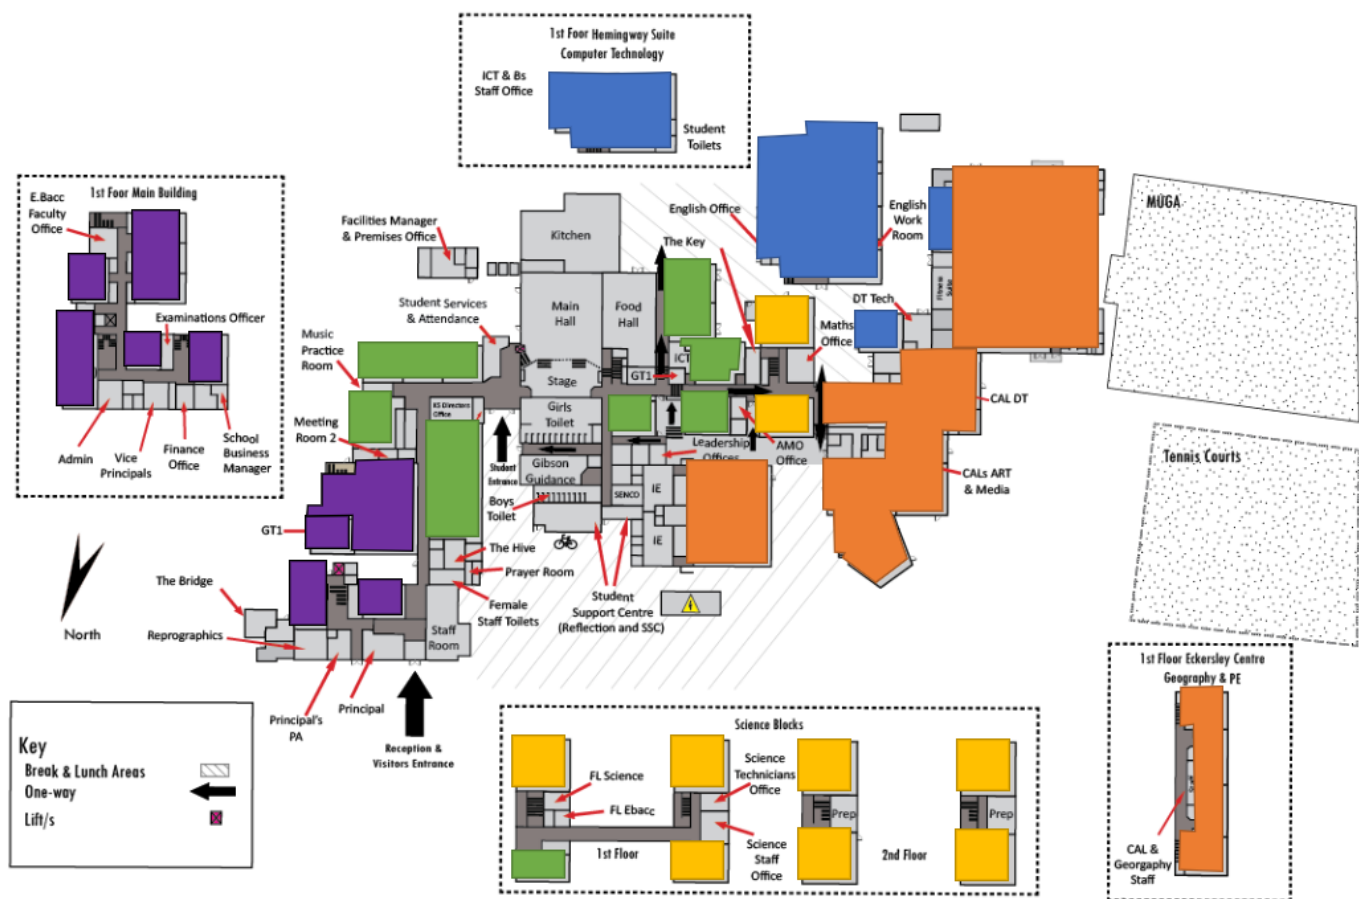 1st Foor Hemingway Suite
Computer Technology
ICT & Bs
Staff Office
Student
Toilets
1st Foor Main Building
E.Bacc
Faculty
Office
Examinations Officer
Admin
Vice
Principals
Finance
Office
School
Business
Manager
Facilities Manager
& Premises Office
Kitchen
English Office
English
Work
Room
The Key
MUGA
Student Services
& Attendance
Main
Hall
Food
Hall
DT Tech
Fitness
Suite
Maths
Office
Music
Practice
Room
ICT
GT1
Stage
KS Directors
Office
Girls
Toilet
CAL DT
Meeting
Room 2
Leadership
Offices
AMO
Office
Tennis Courts
Student
Entrance
Gibson
Guidance
CALs ART
& Media
Boys
Toilet
SENCO
IE
IE
GT1
The Hive
Prayer Room
The Bridge
Female
Staff Toilets
Student
Support Centre
(Reflection and SSC)
North
Reprographics
Staff
Room
Principal's
PA
Principal
Reception &
Visitors Entrance
1st Floor Eckersley Centre
Geography & PE
Staff
CAL &
Georgaphy
Staff
Key
Break & Lunch Areas
One-way
Lift/s
Science Blocks
FL Science
FL Ebacc
Science
Technicians
Office
Prep
Prep
1st Floor
Science
Staff
Office
2nd Floor